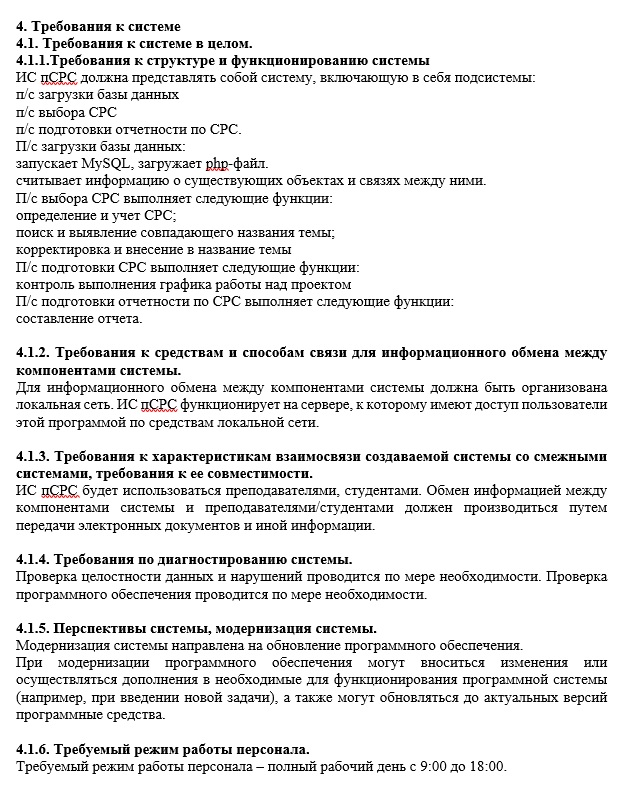 4. Требования к системе
4.1. Требования к системе в целом.
4.1.1.Требования к структуре и функционированию системы
ИС пСРС должна представлять собой систему, включающую в себя подсистемы:
п/с загрузки базы данных
п/с выбора СРС
п/с подготовки отчетности по СРС.
П/с загрузки базы данных:
запускает MySQL, загружает php-файл.
считывает информацию о существующих объектах и связях между ними.
П/с выбора СРС выполняет следующие функции:
определение и учет СРС;
поиск и выявление совпадающего названия темы;
корректировка и внесение в название темы
П/с подготовки СРС выполняет следующие функции:
контроль выполнения графика работы над проектом
П/с подготовки отчетности по СРС выполняет следующие функции:
составление отчета.
4.1.2. Требования к средствам и способам связи для информационного обмена между
компонентами системы.
Для информационного обмена между компонентами системы должна быть организована
локальная сеть. ИС пСРС функционирует на сервере, к которому имеют доступ пользователи
этой программой по средствам локальной сети.
4.1.3. Требования к характеристикам взаимосвязи создаваемой системы со смежными
системами, требования к ее совместимости.
ИС пСРС будет использоваться преподавателями, студентами. Обмен информацией между
компонентами системы и преподавателями/студентами должен производиться путем
передачи электронных документов и иной информации.
4.1.4. Требования по диагностированию системы.
Проверка целостности данных и нарушений проводится по мере необходимости. Проверка
программного обеспечения проводится по мере необходимости.
4.1.5. Перспективы системы, модернизация системы.
Модернизация системы направлена на обновление программного обеспечения.
При модернизации программного обеспечения могут вноситься изменения или
осуществляться дополнения в необходимые для функционирования программной системы
(например, при введении новой задачи), а также могут обновляться до актуальных версий
программные средства.
4.1.6. Требуемый режим работы персонала.
Требуемый режим работы персонала – полный рабочий день с 9:00 до 18:00.